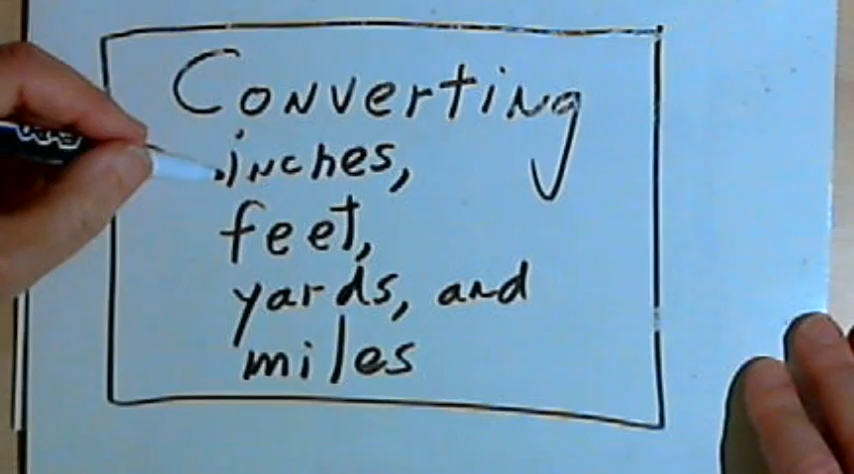 Converting
inches,
feet,
yards, and
miles